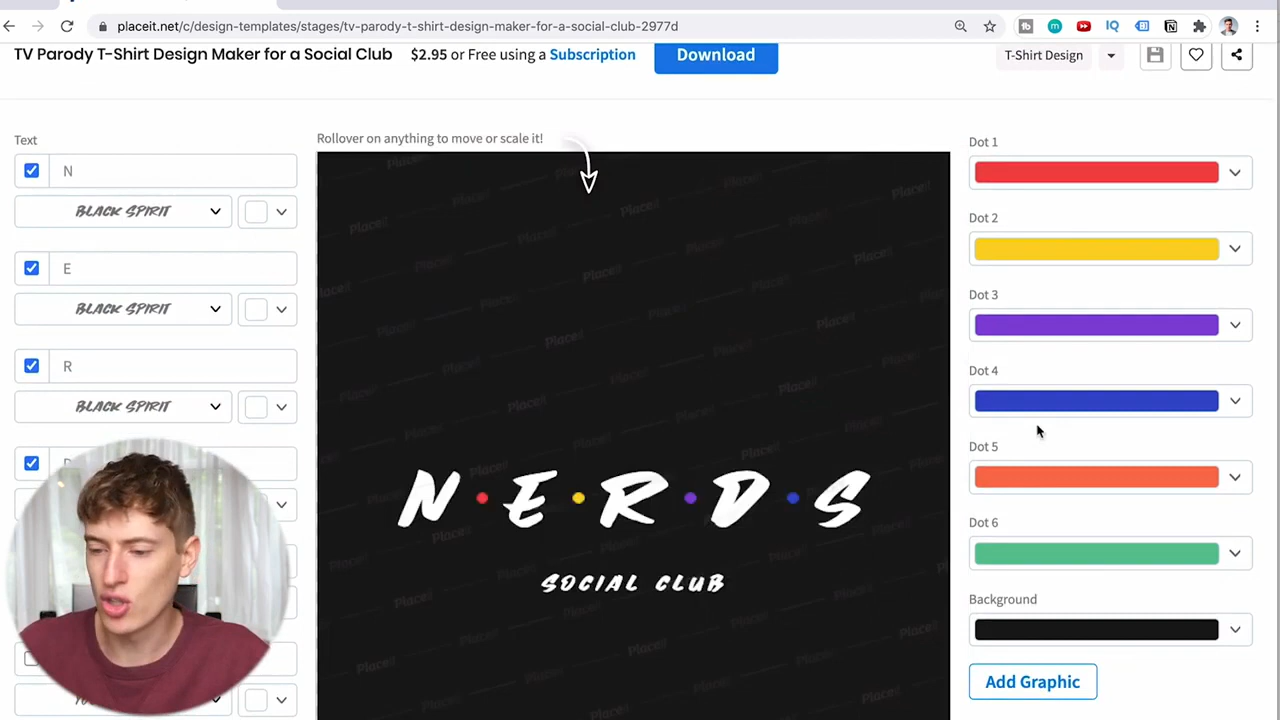 placeit.net/c/design-templates/stages/tv-parody-t-shirt-design-maker-for-a-social-club-2977d
TV Parody T-Shirt Design Maker for a Social Club
$2.95 or Free using a Subscription
Download
T-Shirt Design
Text
Rollover on anything to move or scale it!
N
BLACK SPIRIT
E
BLACK SPIRIT
R
BLACK SPIRIT
N•E•R•D•S
SOCIAL CLUB
Dot 1
Dot 2
Dot 3
Dot 4
Dot 5
Dot 6
Background
Add Graphic
Placeit